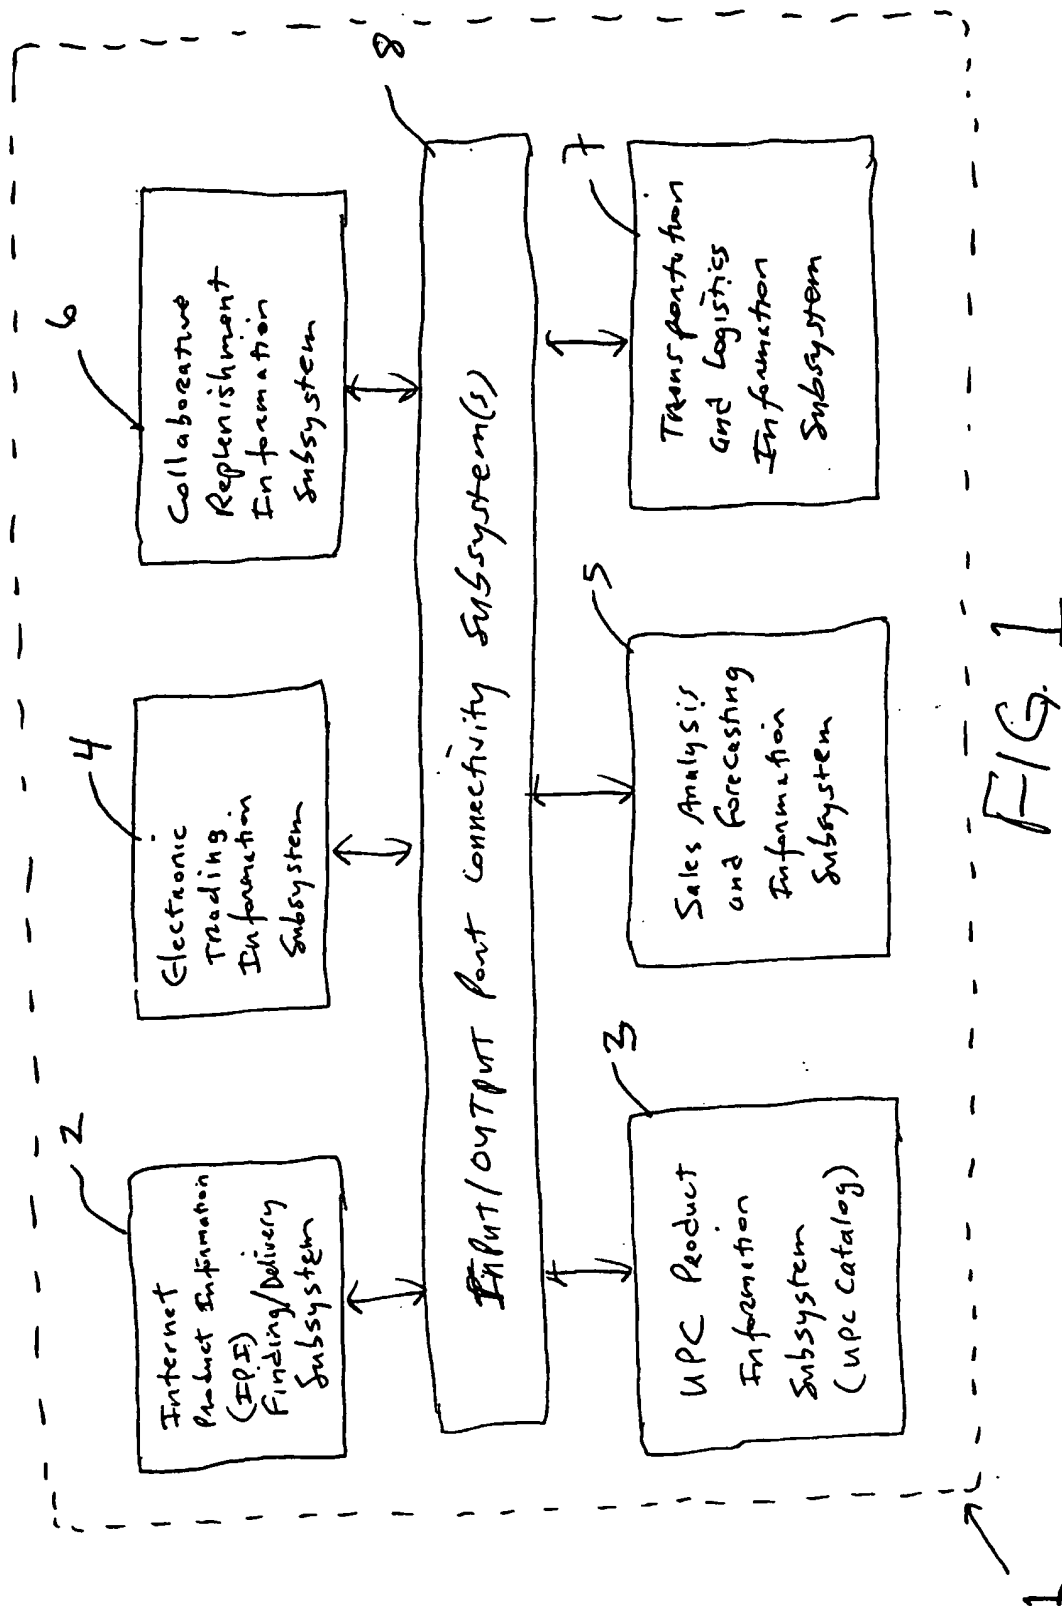 2
Internet
Product Information
(IPI)
Finding/Delivery
Subsystem
4
Electronic
Trading
Information
Subsystem
6
Collaborative
Replenishment
Information
Subsystem
8
Input/Output Port Connectivity Subsystem(s)
3
UPC Product
Information
Subsystem
(UPC Catalog)
5
Sales Analysis
and Forecasting
Information
Subsystem
7
Transportation
and Logistics
Information
Subsystem
1
FIG. 1